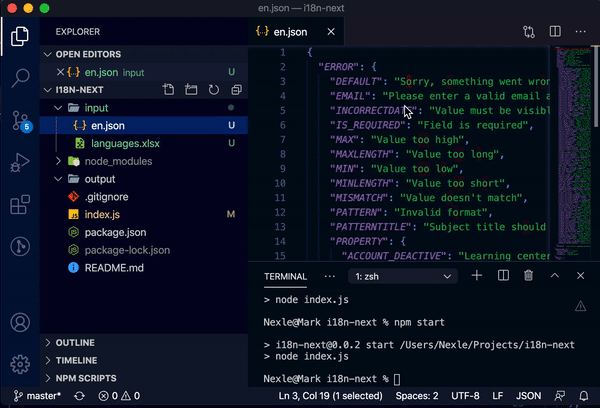 en.json — i18n-next
EXPLORER
OPEN EDITORS
en.json input U
I18N-NEXT
input
en.json U
languages.xlsx U
node_modules
output
.gitignore
index.js M
package.json
package-lock.json
README.md
OUTLINE
TIMELINE
NPM SCRIPTS
5
en.json
1 {
2 "ERROR": {
3 "DEFAULT": "Sorry, something went wron
4 "EMAIL": "Please enter a valid email a
5 "INCORRECTDATE": "Value must be visibl
6 "IS_REQUIRED": "Field is required",
7 "MAX": "Value too high",
8 "MAXLENGTH": "Value too long",
9 "MIN": "Value too low",
10 "MINLENGTH": "Value too short",
11 "MISMATCH": "Value doesn't match",
12 "PATTERN": "Invalid format",
13 "PATTERNTITLE": "Subject title should
14 "PROPERTY": {
15 "ACCOUNT_DEACTIVE": "Learning center
TERMINAL ··· 1: zsh
> node index.js
Nexle@Mark i18n-next % npm start
> i18n-next@0.0.2 start /Users/Nexle/Projects/i18n-next
> node index.js
Nexle@Mark i18n-next %
master* 0 0 Ln 3, Col 19 (1 selected) Spaces: 2 UTF-8 LF JSON